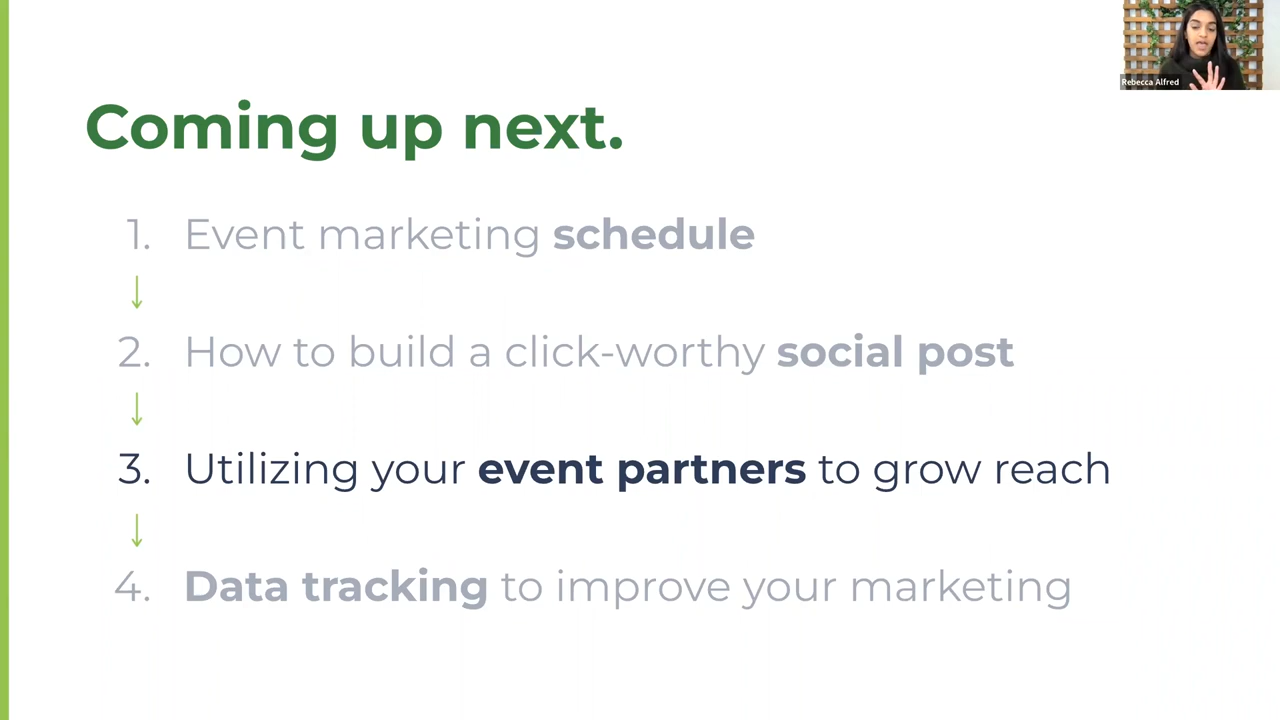 Rebecca Alfred
Coming up next.
1. Event marketing schedule
2. How to build a click-worthy social post
3. Utilizing your event partners to grow reach
4. Data tracking to improve your marketing